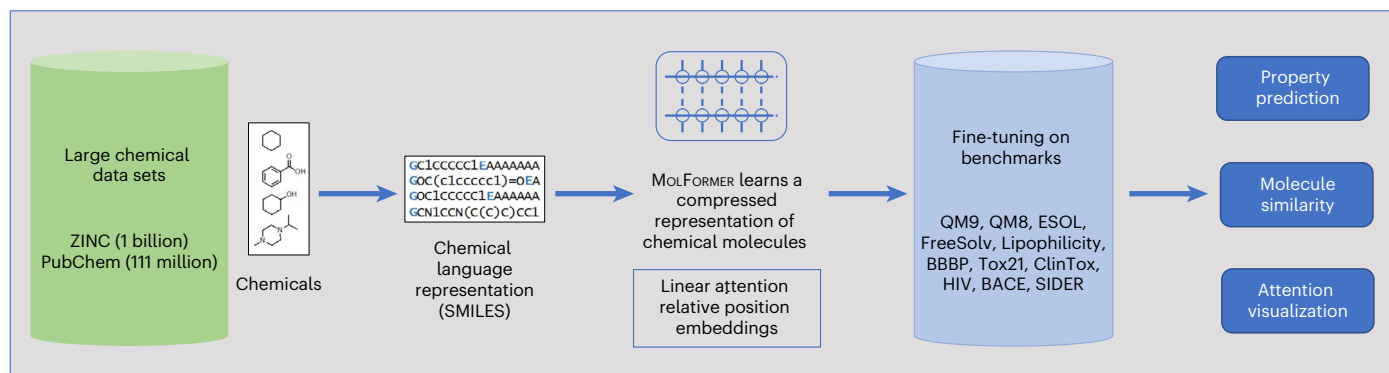 Large chemical
data sets
ZINC (1 billion)
PubChem (111 million)
O
OH
OH
N
N
Chemicals
GC1CCCCC1EAAAAAAA
GOC(c1ccccc1)=OEA
GOC1CCCCC1EAAAAAA
GCN1CCN(C(C)C)CC1
Chemical
language
representation
(SMILES)
MOLFORMER learns a
compressed
representation of
chemical molecules
Linear attention
relative position
embeddings
Fine-tuning on
benchmarks
QM9, QM8, ESOL,
FreeSolv, Lipophilicity,
BBBP, Tox21, ClinTox,
HIV, BACE, SIDER
Property
prediction
Molecule
similarity
Attention
visualization